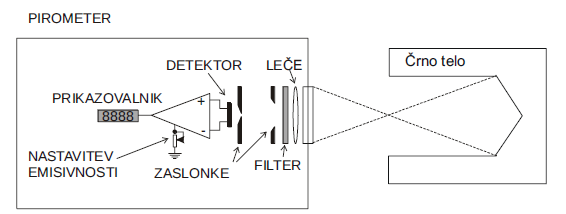 PIROMETER
DETEKTOR
LEČE
Črno telo
PRIKAZOVALNIK
+
8888
-
NASTAVITEV
EMISIVNOSTI
ZASLONKE
FILTER